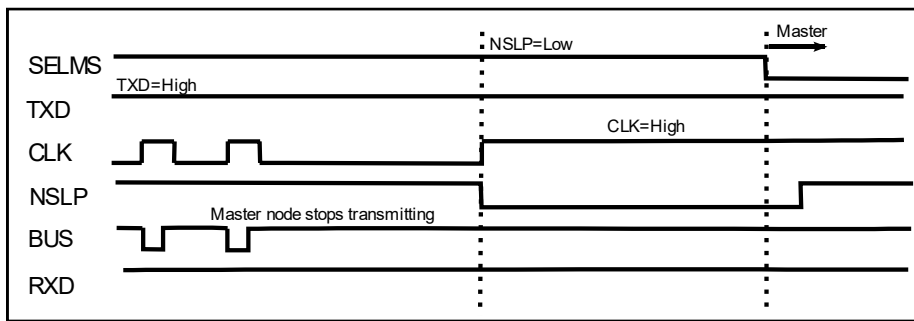 Master
NSLP=Low
SELMS
TXD=High
TXD
CLK=High
CLK
NSLP
Master node stops transmitting
BUS
RXD